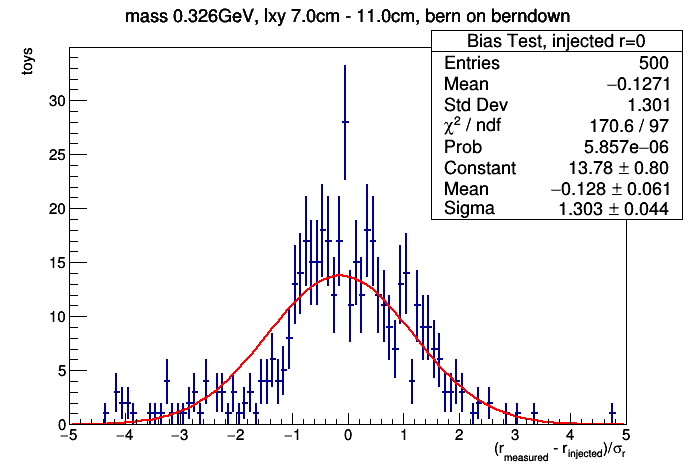 mass 0.326GeV, lxy 7.0cm - 11.0cm, bern on berndown
Bias Test, injected r=0
Entries 500
Mean −0.1271
Std Dev 1.301
χ² / ndf 170.6 / 97
Prob 5.857e−06
Constant 13.78 ± 0.80
Mean −0.128 ± 0.061
Sigma 1.303 ± 0.044
toys
30
25
20
15
10
5
0
−5 −4 −3 −2 −1 0 1 2 3 4 5
(r_measured - r_injected)/σ_r